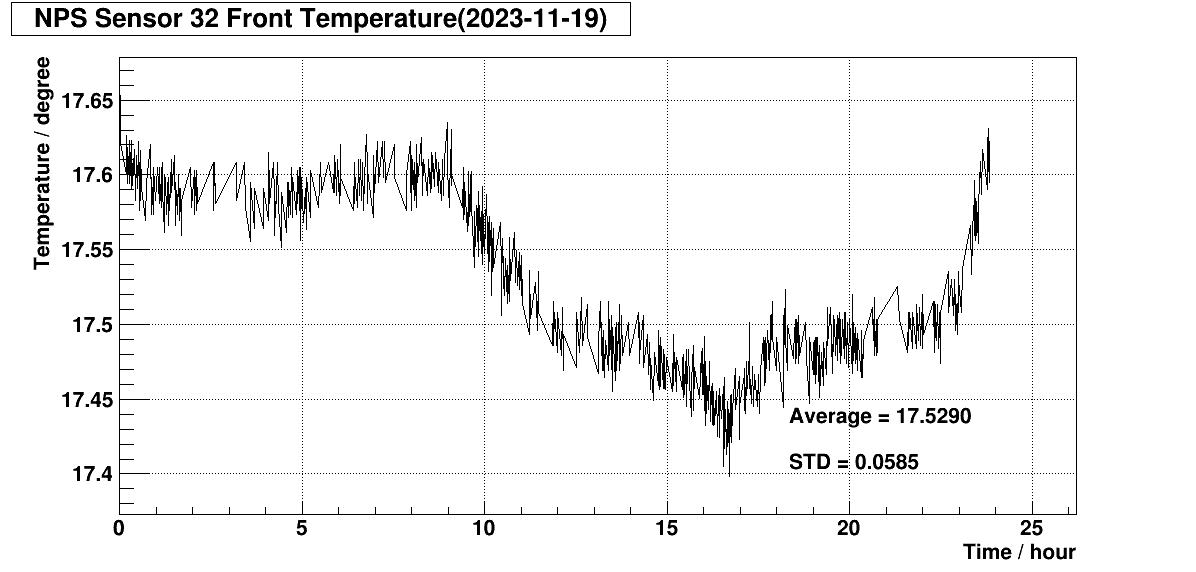 NPS Sensor 32 Front Temperature(2023-11-19)
Temperature / degree
17.65
17.6
17.55
17.5
17.45
17.4
Average = 17.5290
STD = 0.0585
0 5 10 15 20 25
Time / hour